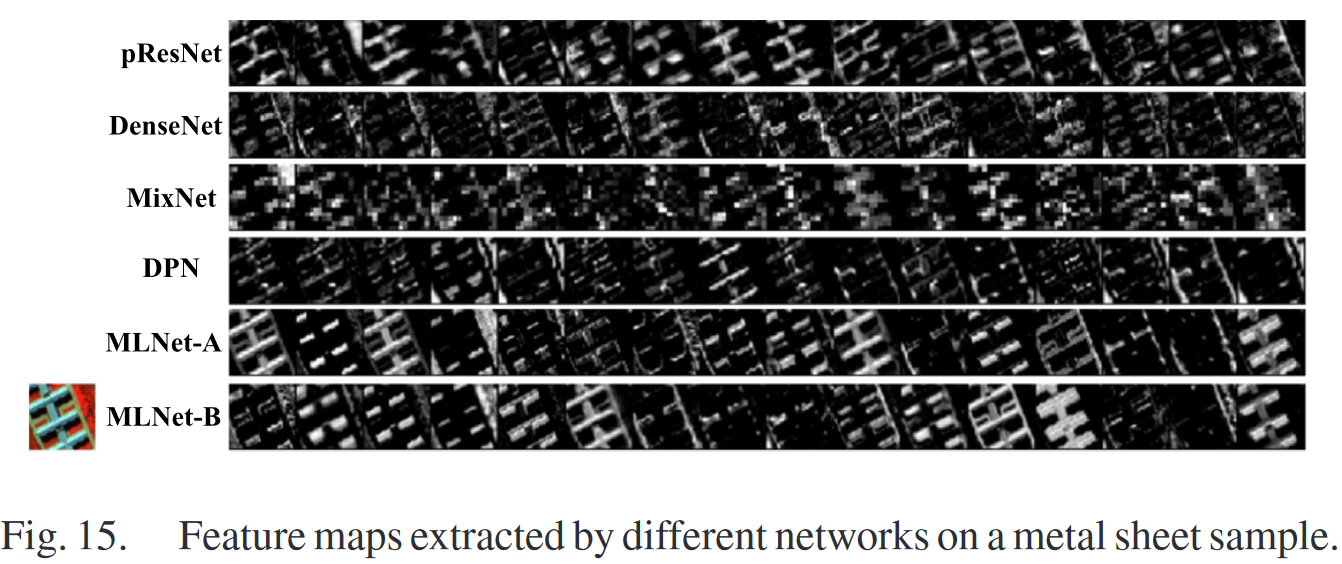 pResNet
DenseNet
MixNet
DPN
MLNet-A
MLNet-B
Fig. 15. Feature maps extracted by different networks on a metal sheet sample.